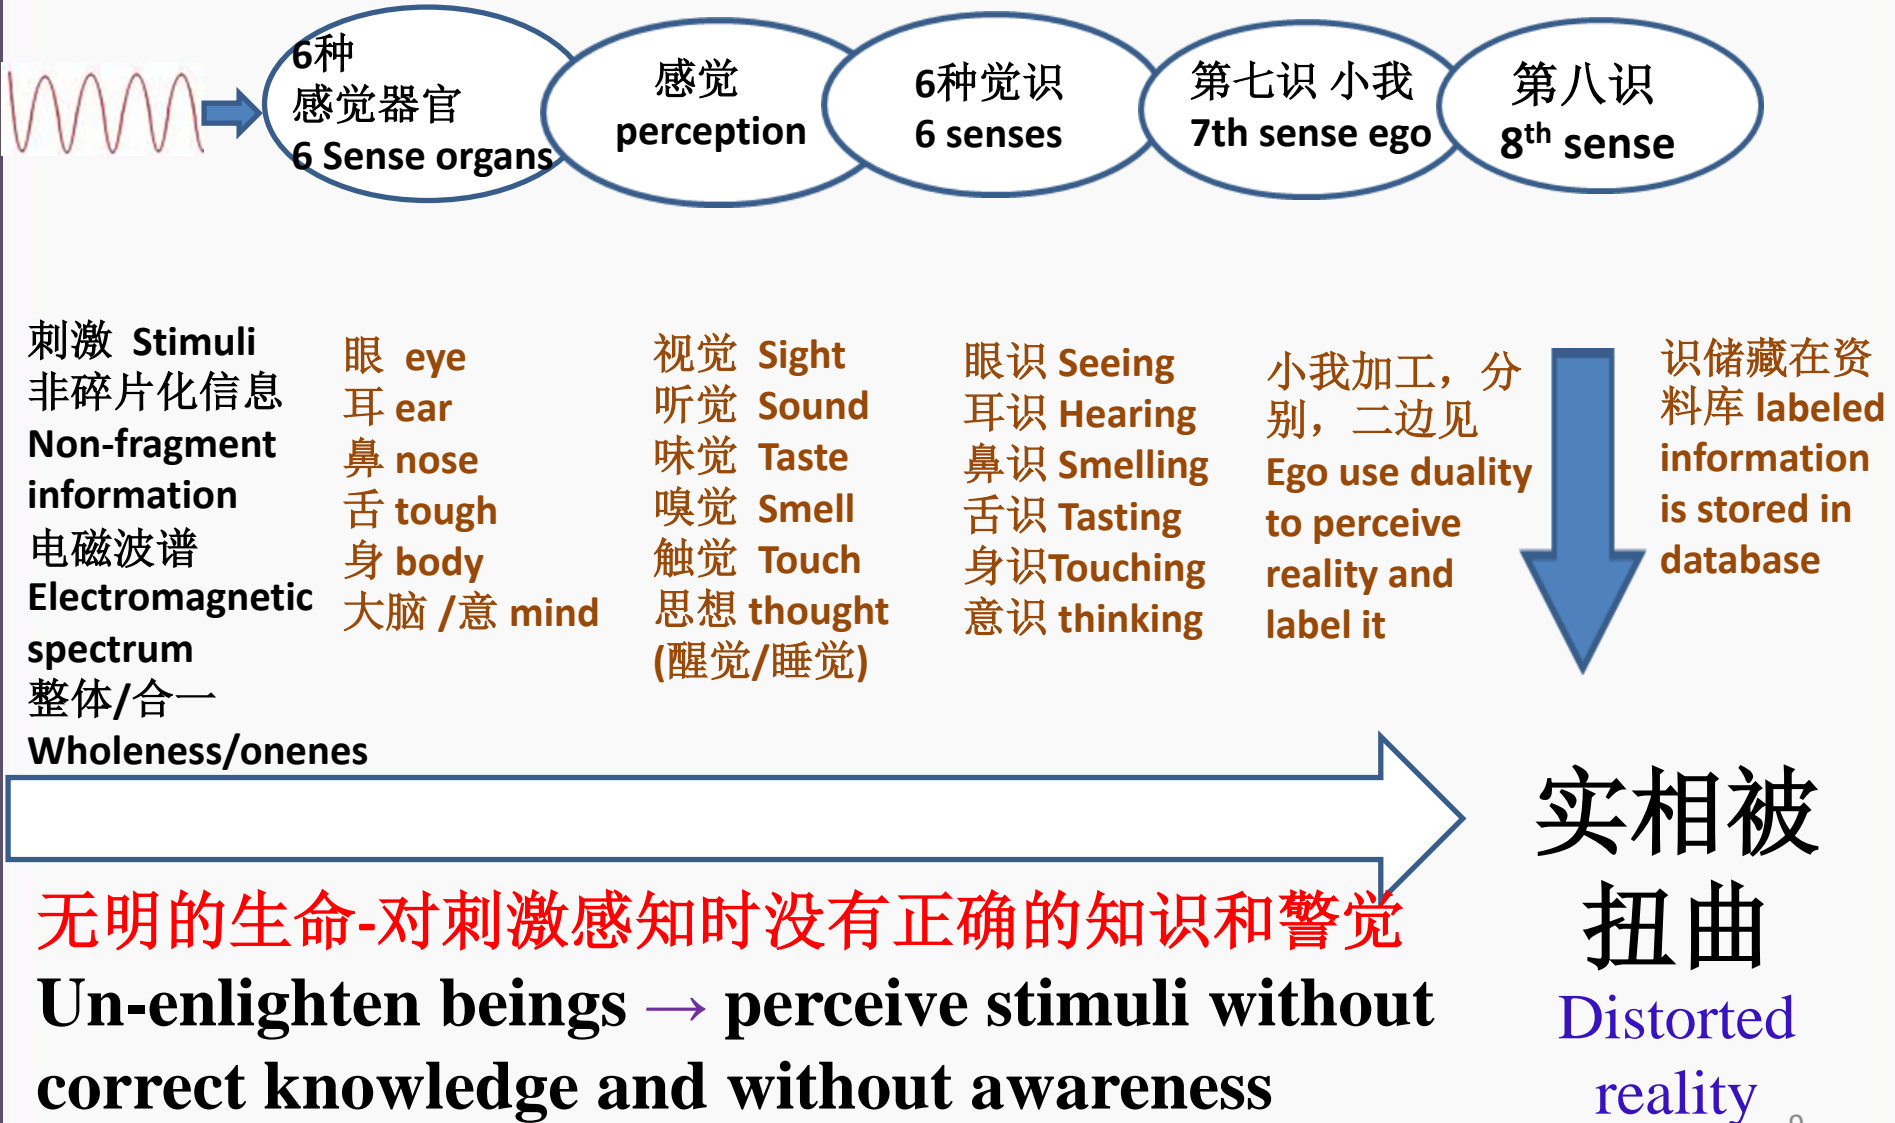 6种
感觉器官
6 Sense organs
感觉
perception
6种觉识
6 senses
第七识 小我
7th sense ego
第八识
8th sense
刺激 Stimuli
非碎片化信息
Non-fragment
information
电磁波谱
Electromagnetic
spectrum
整体/合一
Wholeness/onenes
眼 eye
耳 ear
鼻 nose
舌 tough
身 body
大脑 /意 mind
视觉 Sight
听觉 Sound
味觉 Taste
嗅觉 Smell
触觉 Touch
思想 thought
(醒觉/睡觉)
眼识 Seeing
耳识 Hearing
鼻识 Smelling
舌识 Tasting
身识Touching
意识 thinking
小我加工，分
别，二边见
Ego use duality
to perceive
reality and
label it
识储藏在资
料库 labeled
information
is stored in
database
实相被
扭曲
Distorted
reality
无明的生命-对刺激感知时没有正确的知识和警觉
Un-enlighten beings → perceive stimuli without
correct knowledge and without awareness